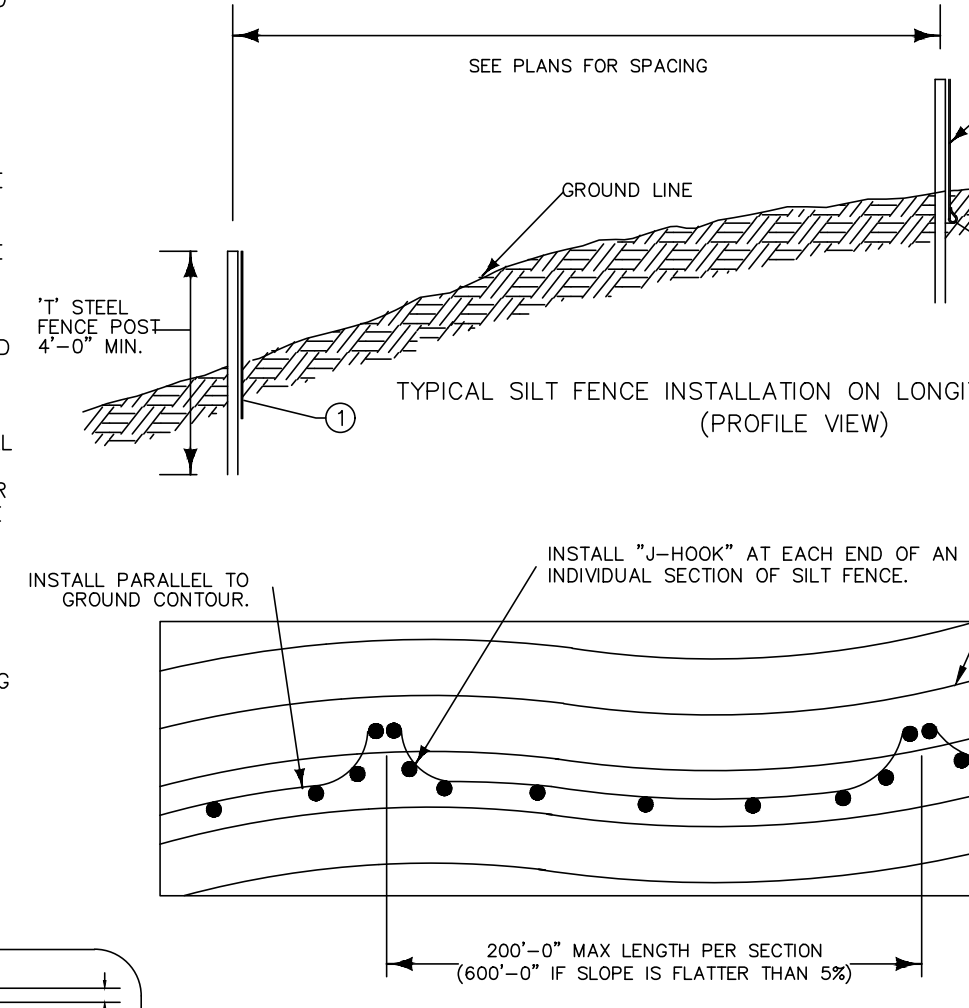 SEE PLANS FOR SPACING
GROUND LINE
'T' STEEL
FENCE POST
4'-0" MIN.
1
TYPICAL SILT FENCE INSTALLATION ON
(PROFILE VIEW)
INSTALL "J-HOOK" AT EACH END OF AN
INDIVIDUAL SECTION OF SILT FENCE.
INSTALL PARALLEL TO
GROUND CONTOUR.
200'-0" MAX LENGTH PER SECTION
(600'-0" IF SLOPE IS FLATTER THAN 5%)